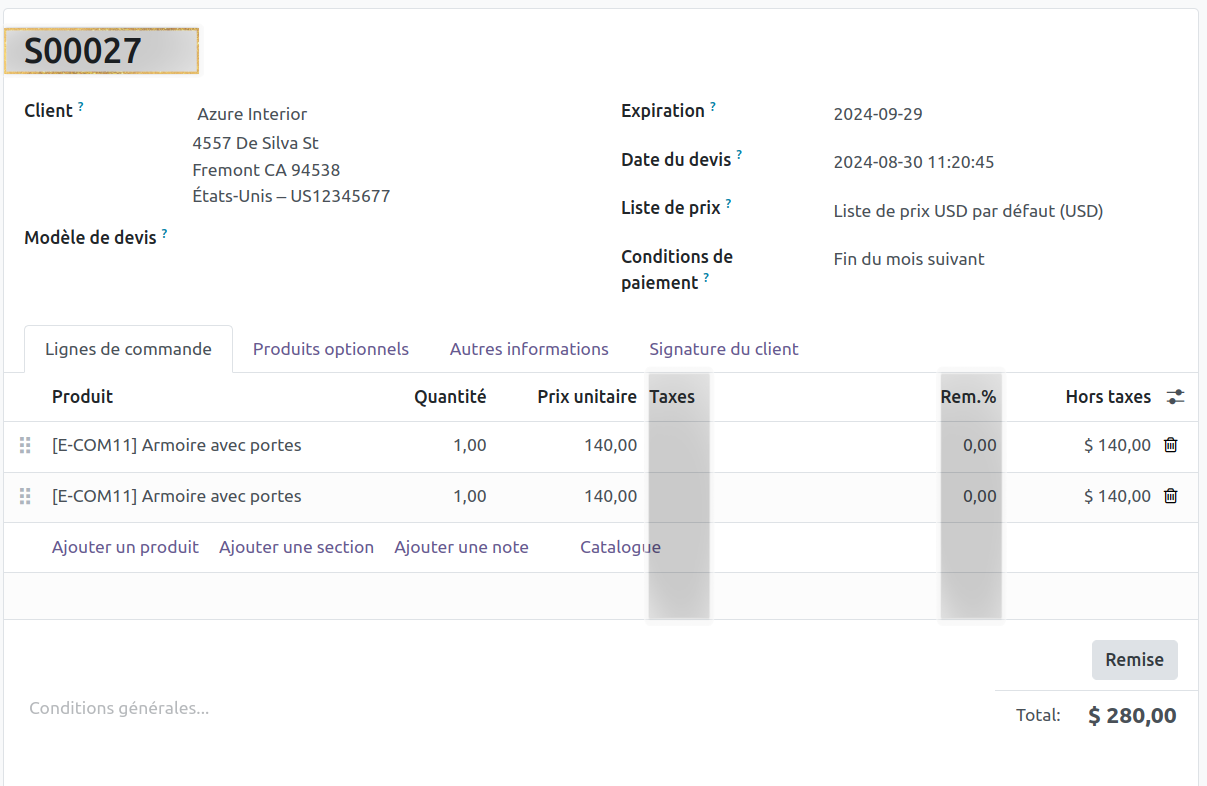 S00027
Client ?
Azure Interior
4557 De Silva St
Fremont CA 94538
États-Unis – US12345677
Modèle de devis ?
Expiration ?
2024-09-29
Date du devis ?
2024-08-30 11:20:45
Liste de prix ?
Liste de prix USD par défaut (USD)
Conditions de
paiement ?
Fin du mois suivant
Lignes de commande Produits optionnels Autres informations Signature du client
Produit Quantité Prix unitaire Taxes Rem.% Hors taxes
[E-COM11] Armoire avec portes 1,00 140,00 0,00 $ 140,00
[E-COM11] Armoire avec portes 1,00 140,00 0,00 $ 140,00
Ajouter un produit Ajouter une section Ajouter une note Catalogue
Remise
Conditions générales...
Total: $ 280,00